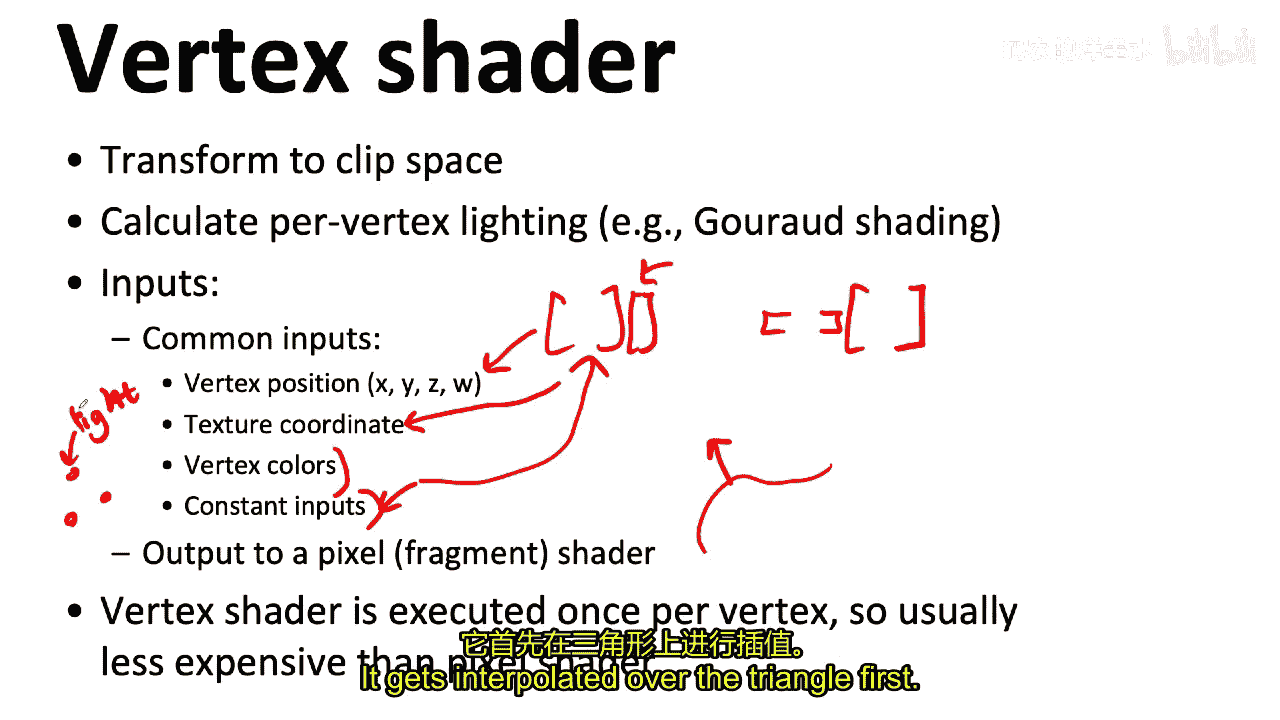 Vertex shader
bilibili
• Transform to clip space
• Calculate per-vertex lighting (e.g., Gouraud shading)
• Inputs:
– Common inputs:
• Vertex position (x, y, z, w)
light
• Texture coordinate
• Vertex colors
• Constant inputs
– Output to a pixel (fragment) shader
• Vertex shader is executed once per vertex, so usually
less expensive than pixel shader
它首先在三角形上进行插值。
It gets interpolated over the triangle first.